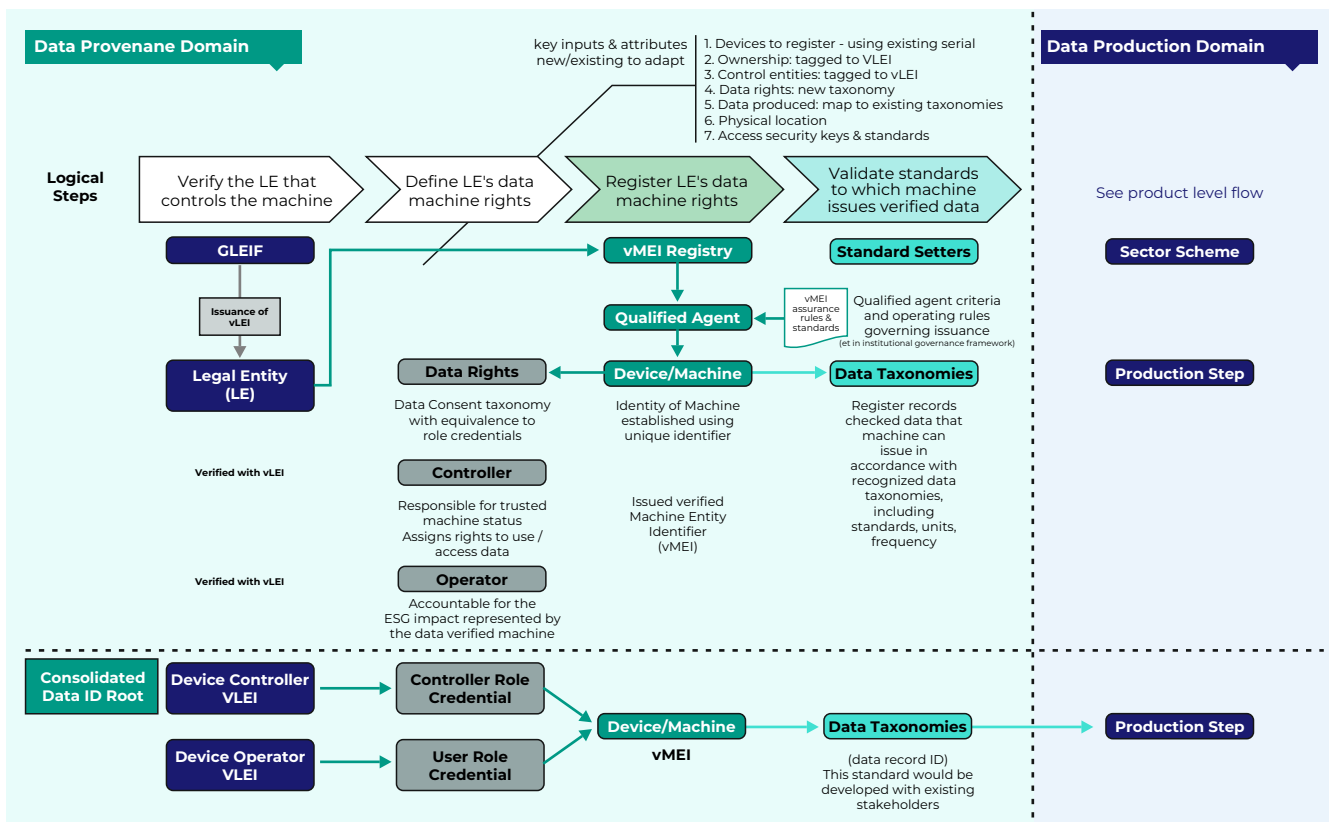 Data Provenane Domain
key inputs & attributes
new/existing to adapt
1. Devices to register - using existing serial
2. Ownership: tagged to VLEI
3. Control entities: tagged to vLEI
4. Data rights: new taxonomy
5. Data produced: map to existing taxonomies
6. Physical location
7. Access security keys & standards
Data Production Domain
Logical
Steps
Verify the LE that
controls the machine
Define LE's data
machine rights
Register LE's data
machine rights
Validate standards
to which machine
issues verified data
See product level flow
GLEIF
vMEI Registry
Standard Setters
Sector Scheme
Issuance of
vLEI
Qualified Agent
vMEI
assurance
rules &
standards
Qualified agent criteria
and operating rules
governing issuance
(et in institutional governance framework)
Legal Entity
(LE)
Data Rights
Device/Machine
Data Taxonomies
Production Step
Data Consent taxonomy
with equivalence to
role credentials
Identity of Machine
established using
unique identifier
Register records
checked data that
machine can
issue in
accordance with
recognized data
taxonomies,
including
standards, units,
frequency
Verified with vLEI
Controller
Responsible for trusted
machine status
Assigns rights to use /
access data
Issued verified
Machine Entity
Identifier
(vMEI)
Verified with vLEI
Operator
Accountable for the
ESG impact represented by
the data verified machine
Consolidated
Data ID Root
Device Controller
VLEI
Controller Role
Credential
Device/Machine
vMEI
Data Taxonomies
Production Step
Device Operator
VLEI
User Role
Credential
(data record ID)
This standard would be
developed with existing
stakeholders